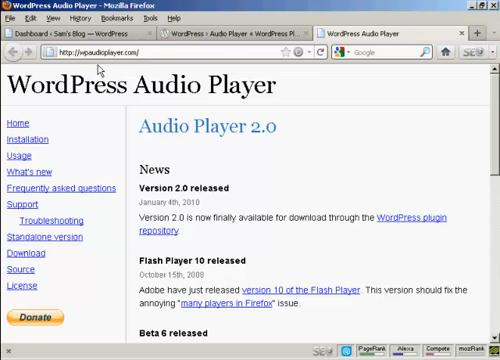 WordPress Audio Player - Mozilla Firefox
File Edit View History Bookmarks Tools Help
Dashboard ‹ Sam's Blog — WordPress
WordPress › Audio Player « WordPress Pl...
WordPress Audio Player
http://wpaudioplayer.com/
Google
WordPress Audio Player
Home
Installation
Usage
What's new
Frequently asked questions
Support
Troubleshooting
Standalone version
Download
Source
License
Donate
Audio Player 2.0
News
Version 2.0 released
January 4th, 2010
Version 2.0 is now finally available for download through the WordPress plugin
repository.
Flash Player 10 released
October 15th, 2008
Adobe have just released version 10 of the Flash Player. This version should fix the
annoying "many players in Firefox" issue.
Beta 6 released
PageRank
Alexa
Compete
mozRank